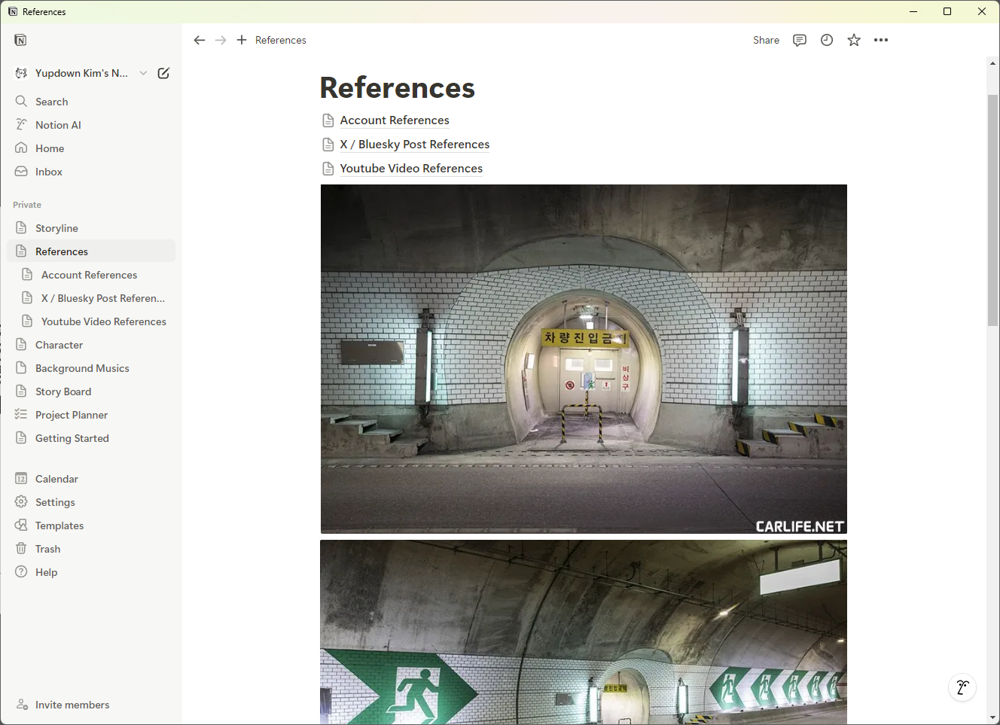 References
References
Share
Yupdown Kim's N...
Search
Notion AI
Home
Inbox
Private
Storyline
References
Account References
X / Bluesky Post Referen...
Youtube Video References
Character
Background Musics
Story Board
Project Planner
Getting Started
12
Calendar
Settings
Templates
Trash
Help
Invite members
References
Account References
X / Bluesky Post References
Youtube Video References
차량진입금지
비상구
CARLIFE.NET